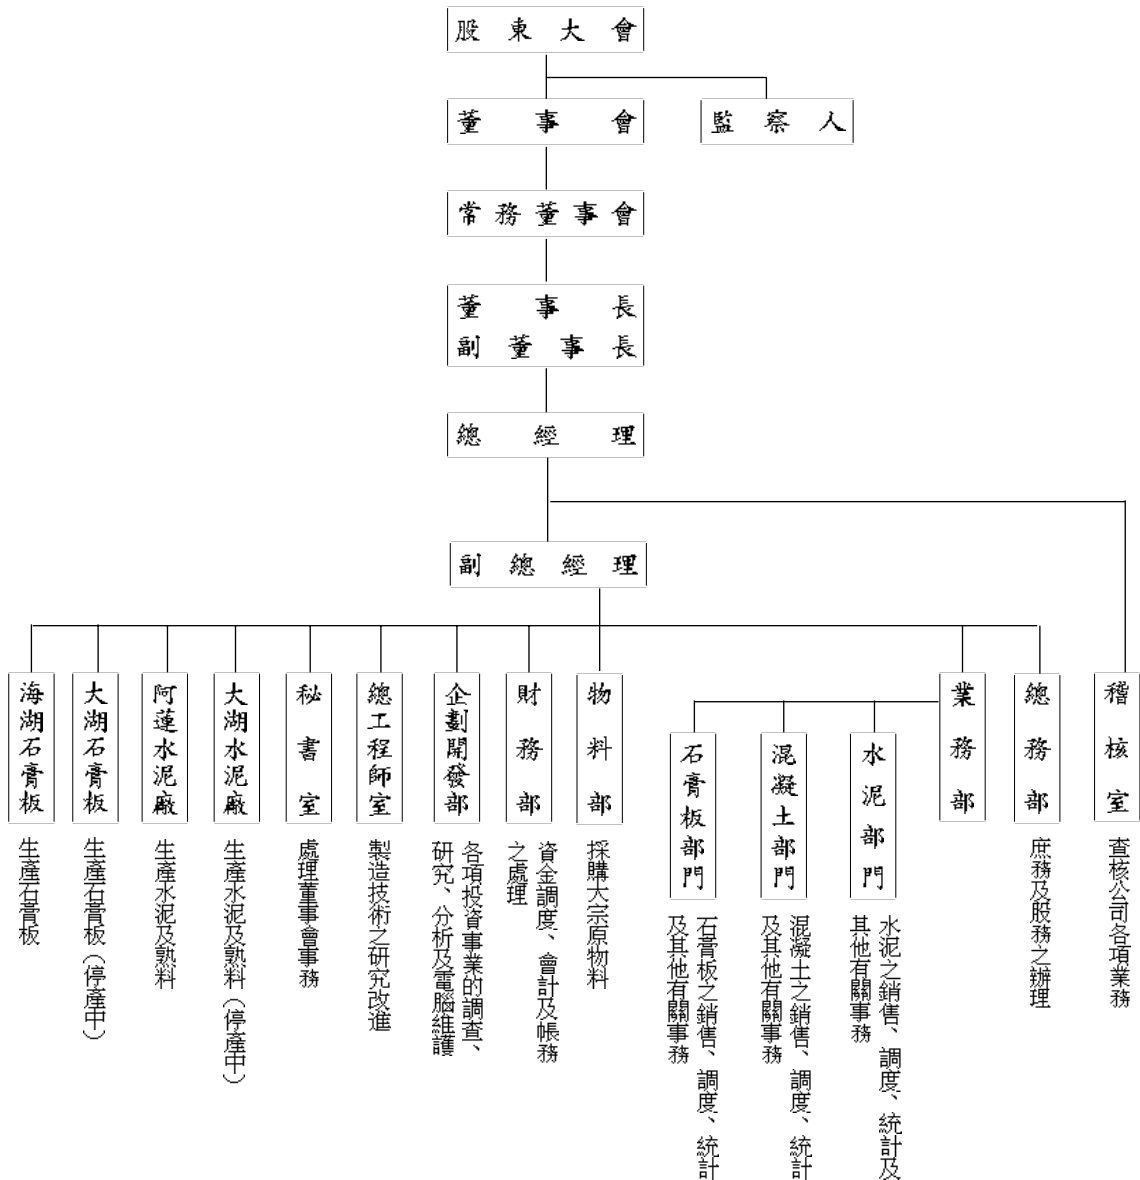 股東大會
董事會
監察人
常務董事會
董事長
副董事長
總經理
副總經理
海湖石膏板
生產石膏板
大湖石膏板
生產石膏板（停產中）
阿蓮水泥廠
生產水泥及熟料
大湖水泥廠
生產水泥及熟料（停產中）
秘書室
處理董事會事務
總工程師室
製造技術之研究改進
企劃開發部
各項投資事業的調查、
研究、分析及電腦維護
財務部
資金調度、會計及帳務
之處理
物料部
採購大宗原物料
業務部
石膏板部門
石膏板之銷售、調度、統計
及其他有關事務
混凝土部門
混凝土之銷售、調度、統計
及其他有關事務
水泥部門
水泥之銷售、調度、統計及
其他有關事務
總務部
庶務及股務之辦理
稽核室
查核公司各項業務